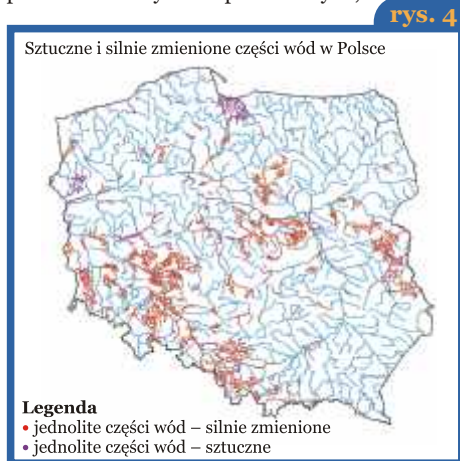 rys. 4
Sztuczne i silnie zmienione części wód w Polsce
Legenda
• jednolite części wód – silnie zmienione
• jednolite części wód – sztuczne